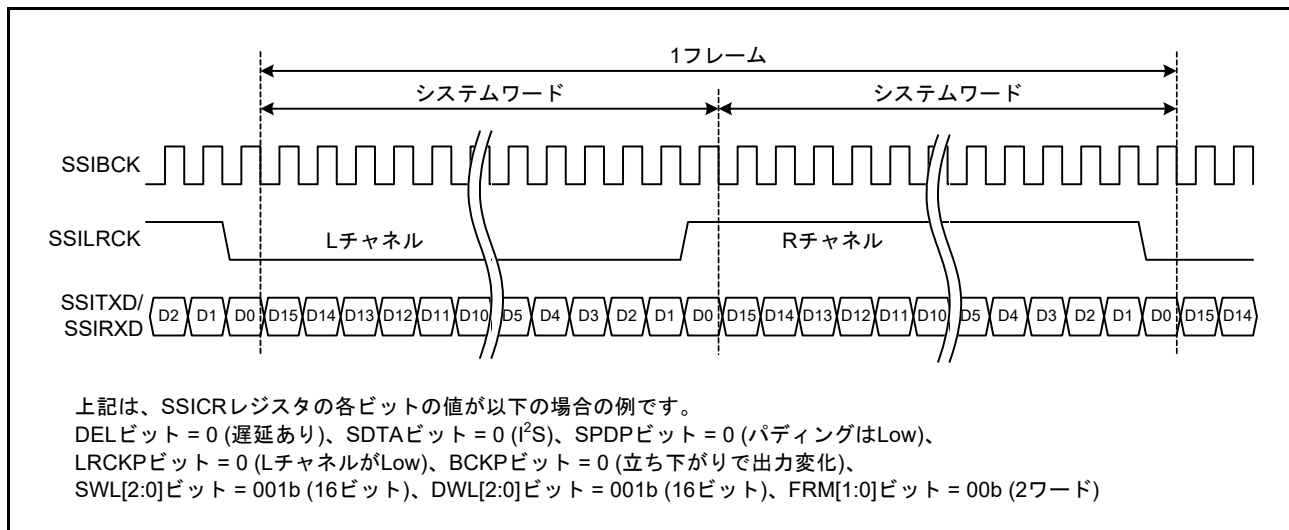 1フレーム
システムワード システムワード
SSIBCK
SSILRCK Lチャネル Rチャネル
SSITXD/
SSIRXD D2 D1 D0 D15 D14 D13 D12 D11 D10 D5 D4 D3 D2 D1 D0 D15 D14 D13 D12 D11 D10 D5 D4 D3 D2 D1 D0 D15 D14
上記は、SSICRレジスタの各ビットの値が以下の場合の例です。
DELビット = 0 (遅延あり)、SDTAビット = 0 (I²S)、SPDPビット = 0 (パディングはLow)、
LRCKPビット = 0 (LチャネルがLow)、BCKPビット = 0 (立ち下がりで出力変化)、
SWL[2:0]ビット = 001b (16ビット)、DWL[2:0]ビット = 001b (16ビット)、FRM[1:0]ビット = 00b (2ワード)